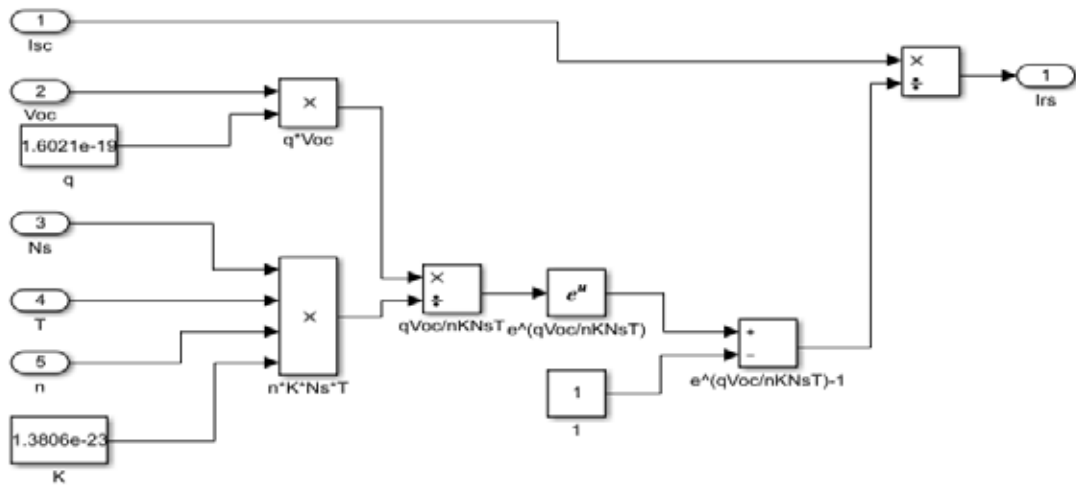 1
Isc
2
Voc
1.6021e-19
q
×
q*Voc
3
Ns
4
T
5
n
1.3806e-23
K
×
n*K*Ns*T
×
÷
qVoc/nKNsT
e^u
e^(qVoc/nKNsT)
1
1
+
−
e^(qVoc/nKNsT)-1
×
÷
1
Irs